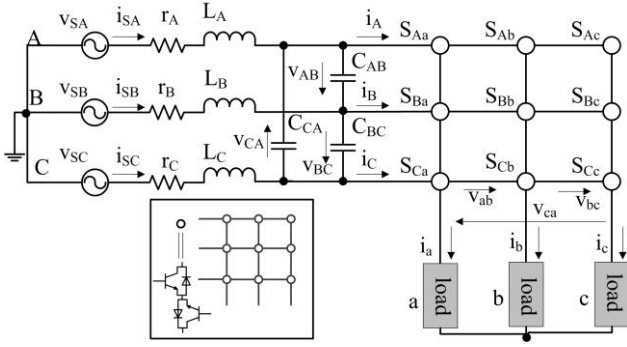 v_SA i_SA r_A L_A i_A S_Aa S_Ab S_Ac
A
v_AB C_AB
B v_SB i_SB r_B L_B i_B S_Ba S_Bb S_Bc
v_CA C_CA v_BC C_BC
C v_SC i_SC r_C L_C i_C S_Ca S_Cb S_Cc
v_ab v_bc
v_ca
i_a i_b i_c
a load b load c load